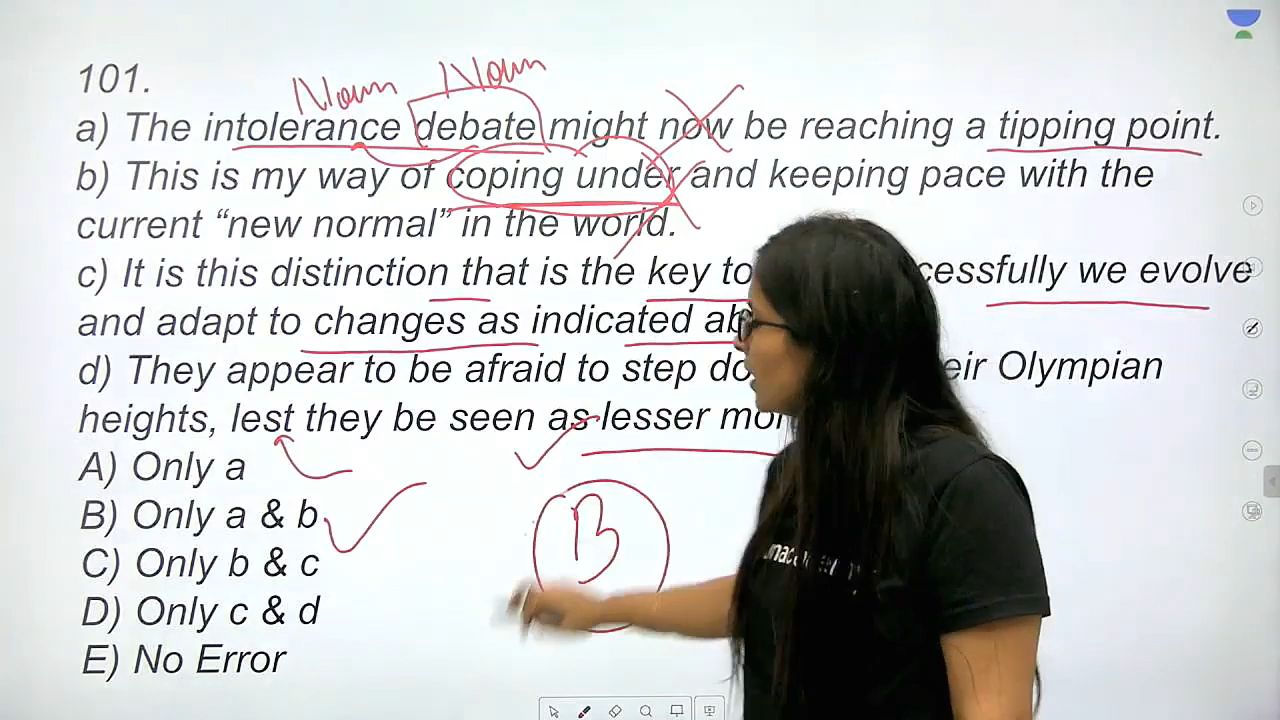 101.
Noun Noun
a) The intolerance debate might now be reaching a tipping point.
b) This is my way of coping under and keeping pace with the
current “new normal” in the world.
c) It is this distinction that is the key to cessfully we evolve
and adapt to changes as indicated ab
d) They appear to be afraid to step do eir Olympian
heights, lest they be seen as lesser mor
A) Only a
B) Only a & b
C) Only b & c
D) Only c & d
E) No Error
B